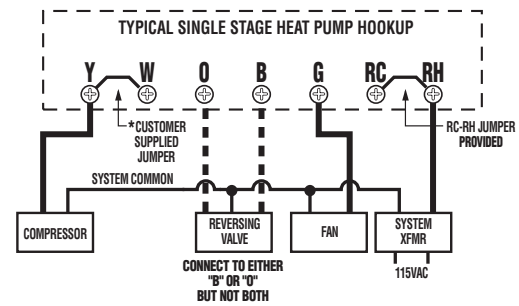 TYPICAL SINGLE STAGE HEAT PUMP HOOKUP
Y W O B G RC RH
*CUSTOMER
SUPPLIED
JUMPER
RC-RH JUMPER
PROVIDED
SYSTEM COMMON
COMPRESSOR
REVERSING
VALVE
FAN
SYSTEM
XFMR
CONNECT TO EITHER
"B" OR "O"
BUT NOT BOTH
115VAC